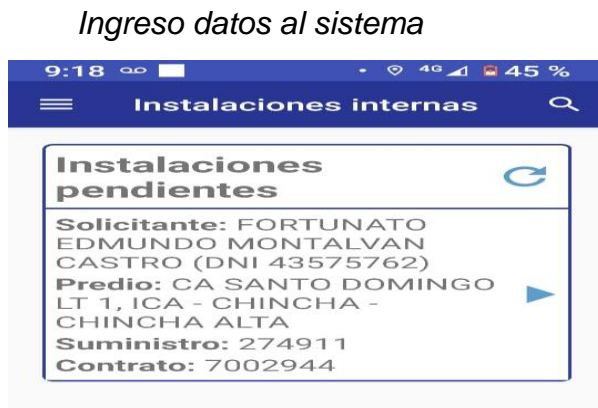 Ingreso datos al sistema
9:18 4G 45 %
Instalaciones internas
Instalaciones
pendientes
Solicitante: FORTUNATO
EDMUNDO MONTALVAN
CASTRO (DNI 43575762)
Predio: CA SANTO DOMINGO
LT 1, ICA - CHINCHA -
CHINCHA ALTA
Suministro: 274911
Contrato: 7002944